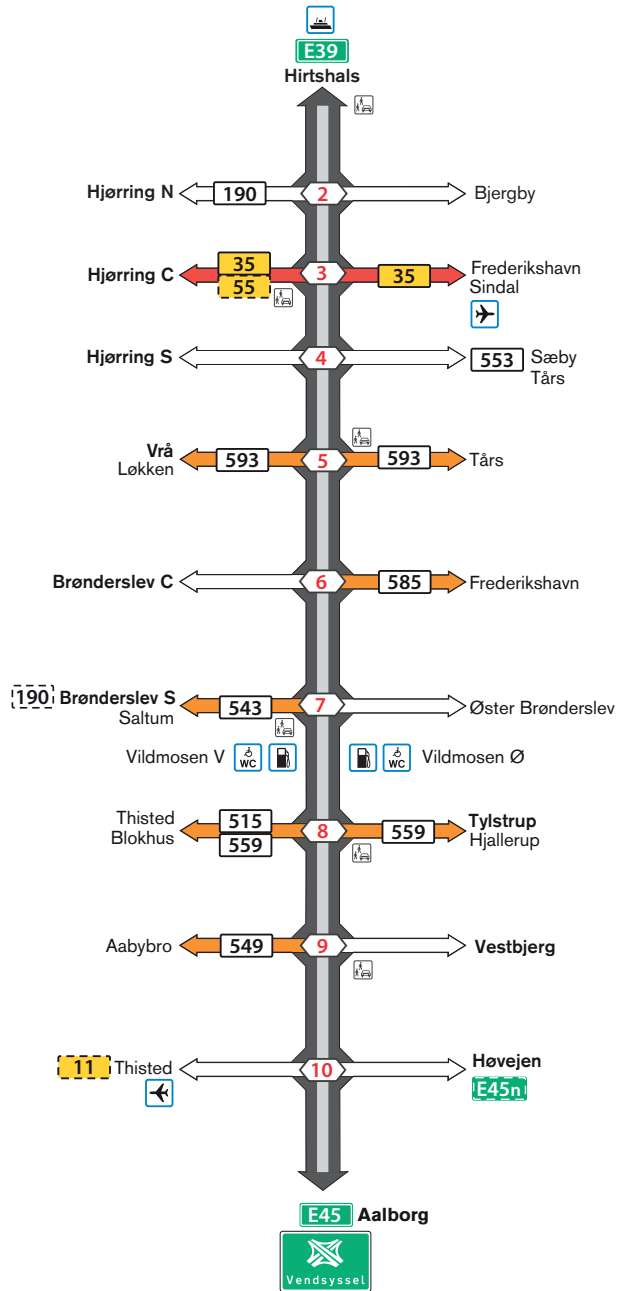 E39
Hirtshals
Hjørring N 190 2 Bjergby
Hjørring C 35 55 3 35 Frederikshavn
Sindal
Hjørring S 4 553 Sæby
Tårs
Vrå
Løkken 593 5 593 Tårs
Brønderslev C 6 585 Frederikshavn
190 Brønderslev S
Saltum 543 7 Øster Brønderslev
Vildmosen V WC WC Vildmosen Ø
Thisted
Blokhus 515 559 8 559 Tylstrup
Hjallerup
Aabybro 549 9 Vestbjerg
11 Thisted 10 Høvejen
E45n
E45 Aalborg
Vendsyssel